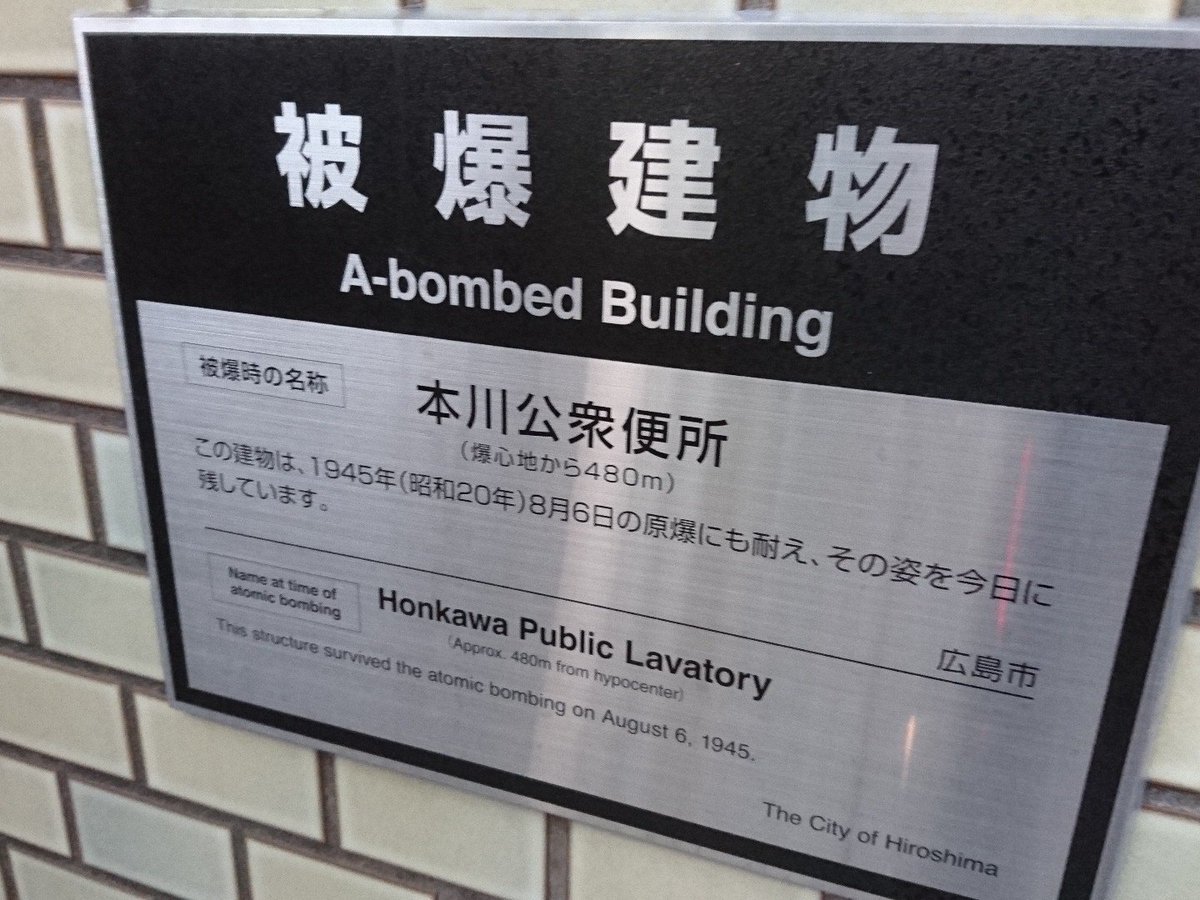 被爆建物
A-bombed Building
被爆時の名称
本川公衆便所
(爆心地から480m)
この建物は、1945年(昭和20年)8月6日の原爆にも耐え、その姿を今日に
残しています。
広島市
Name at time of
atomic bombing
Honkawa Public Lavatory
(Approx. 480m from hypocenter)
This structure survived the atomic bombing on August 6, 1945.
The City of Hiroshima